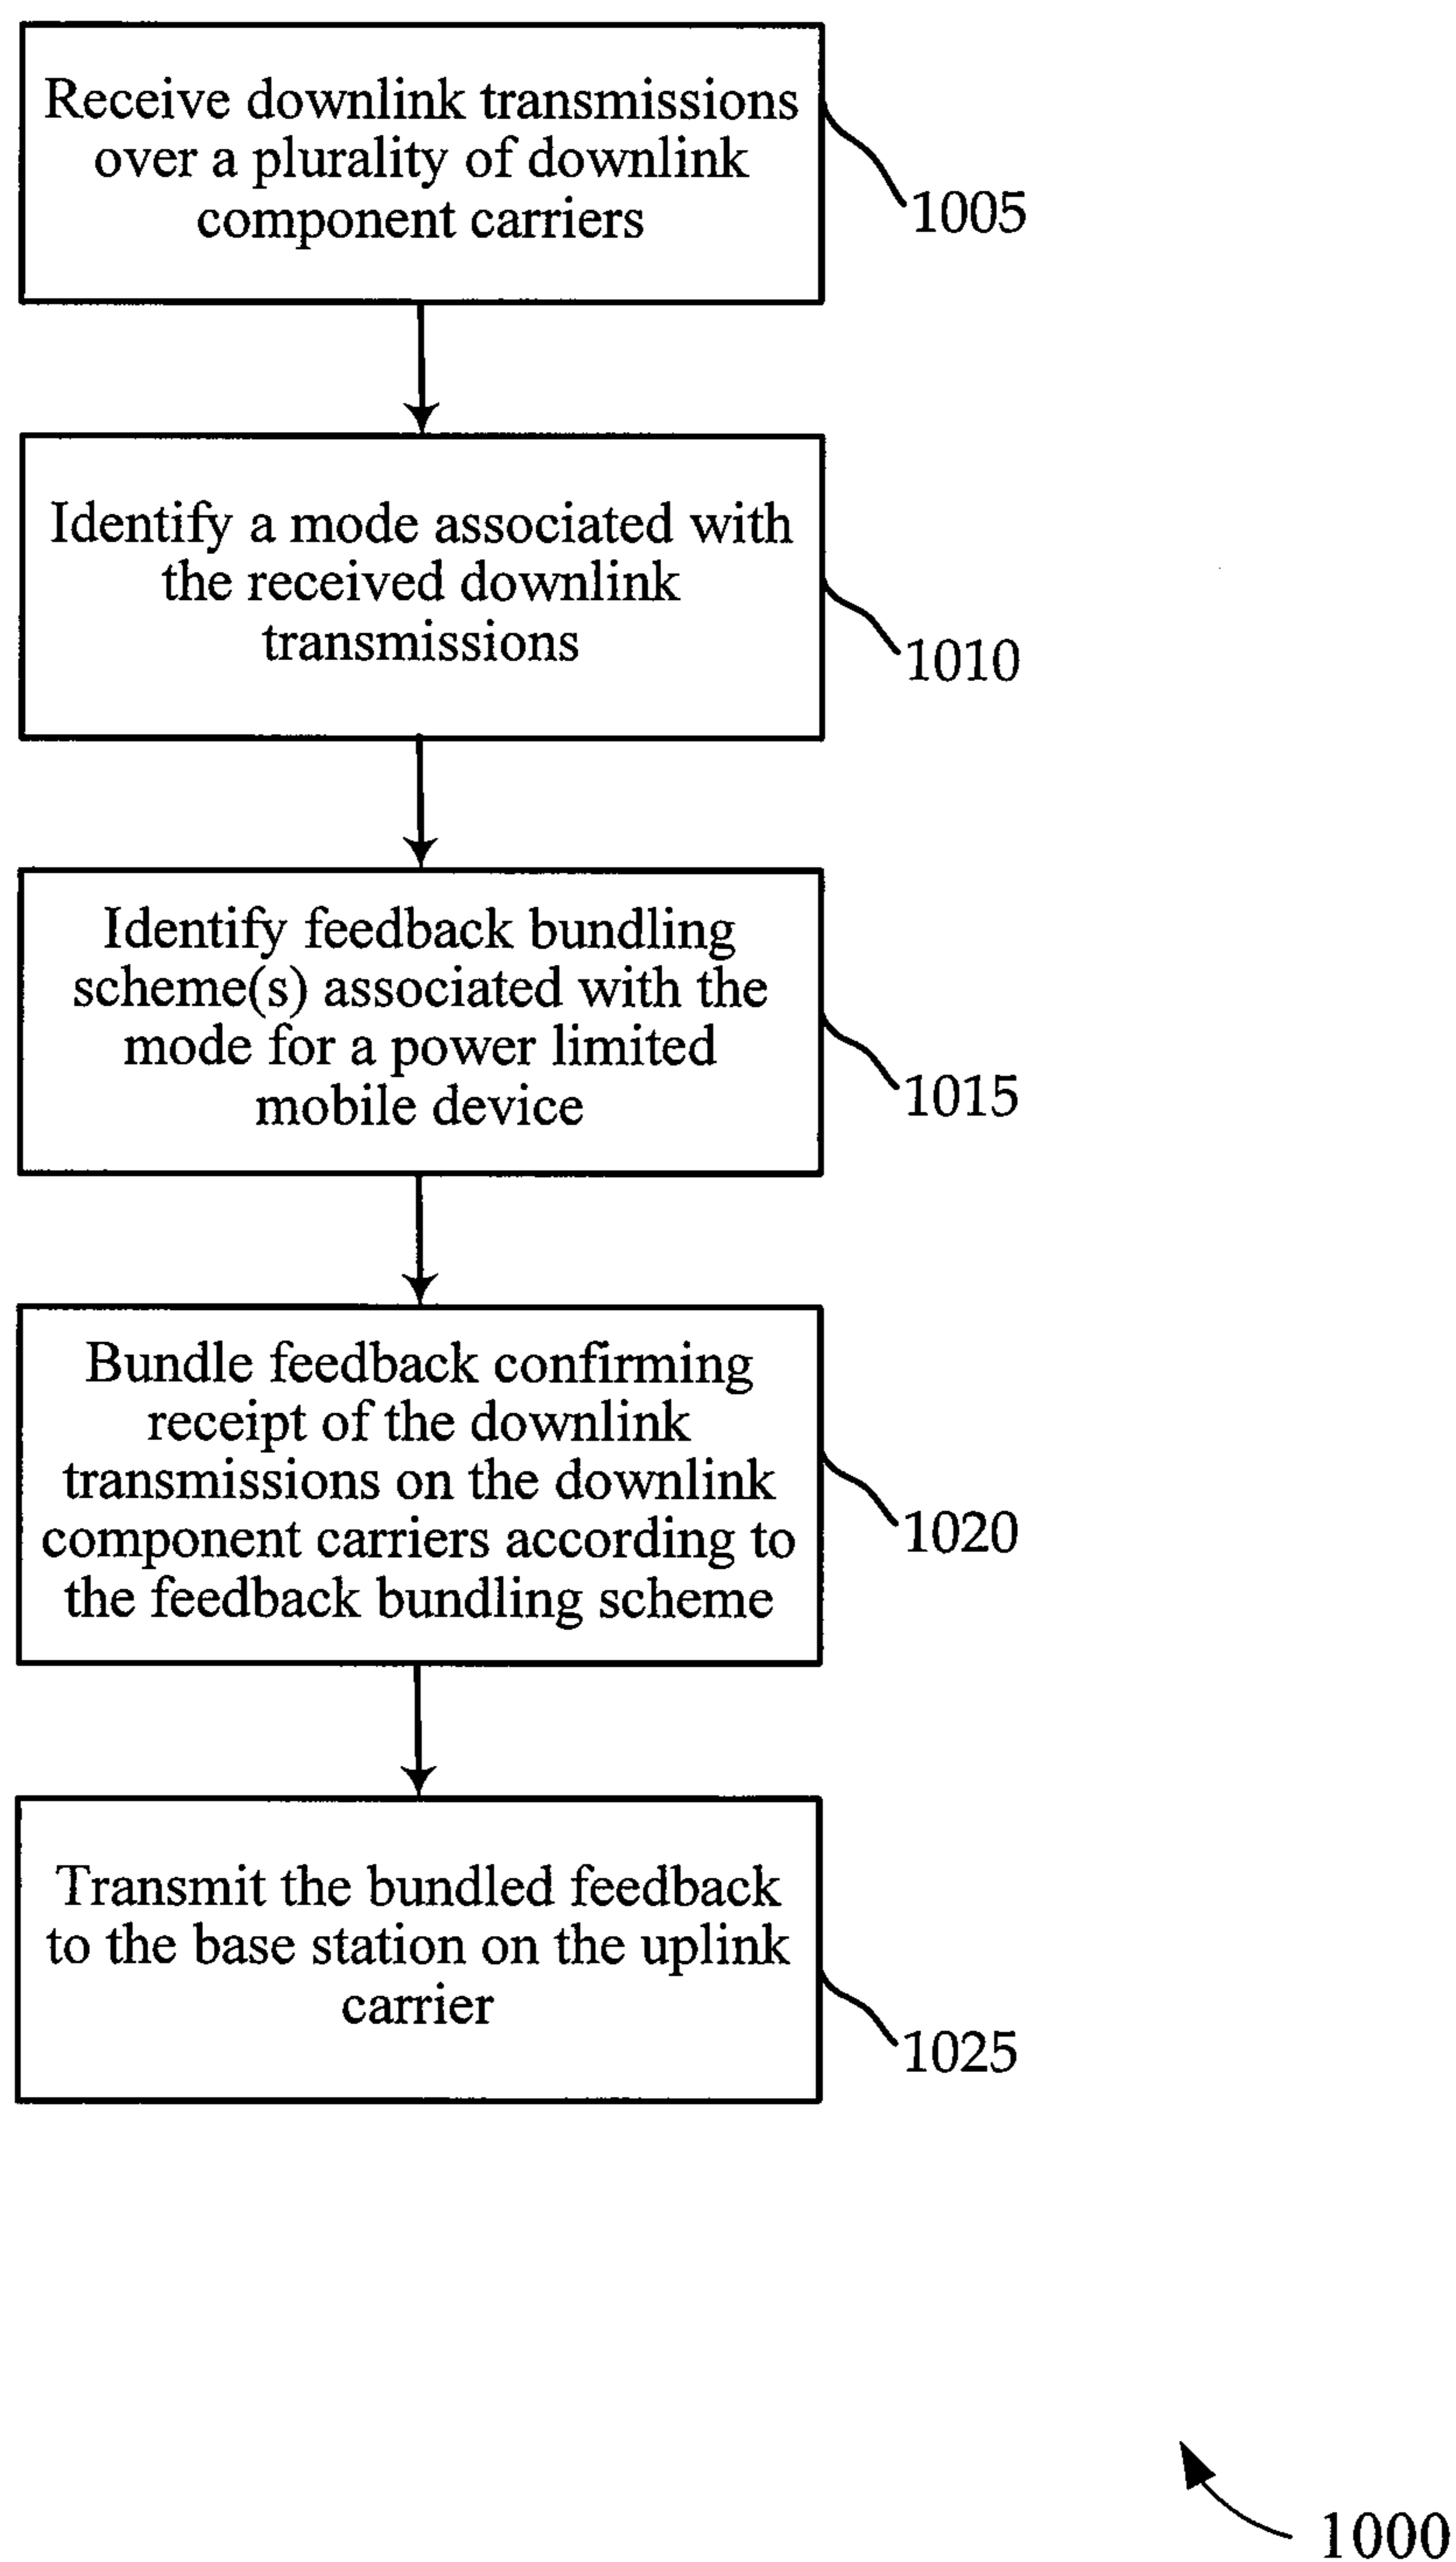 Receive downlink transmissions
over a plurality of downlink
component carriers
1005
Identify a mode associated with
the received downlink
transmissions
1010
Identify feedback bundling
scheme(s) associated with the
mode for a power limited
mobile device
1015
Bundle feedback confirming
receipt of the downlink
transmissions on the downlink
component carriers according to
the feedback bundling scheme
1020
Transmit the bundled feedback
to the base station on the uplink
carrier
1025
1000